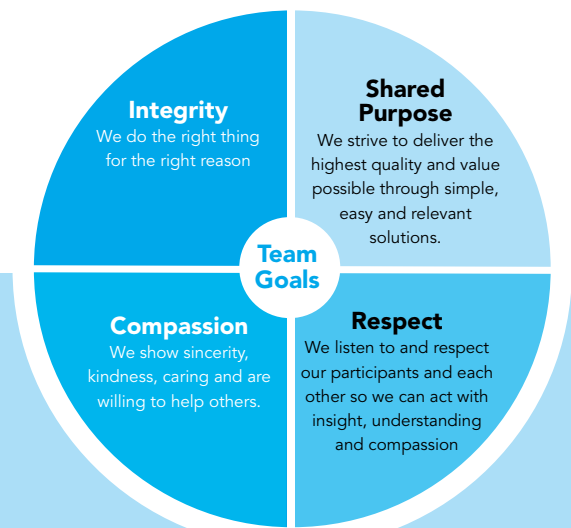 Integrity
We do the right thing
for the right reason
Shared
Purpose
We strive to deliver the
highest quality and value
possible through simple,
easy and relevant
solutions.
Team
Goals
Compassion
We show sincerity,
kindness, caring and are
willing to help others.
Respect
We listen to and respect
our participants and each
other so we can act with
insight, understanding
and compassion